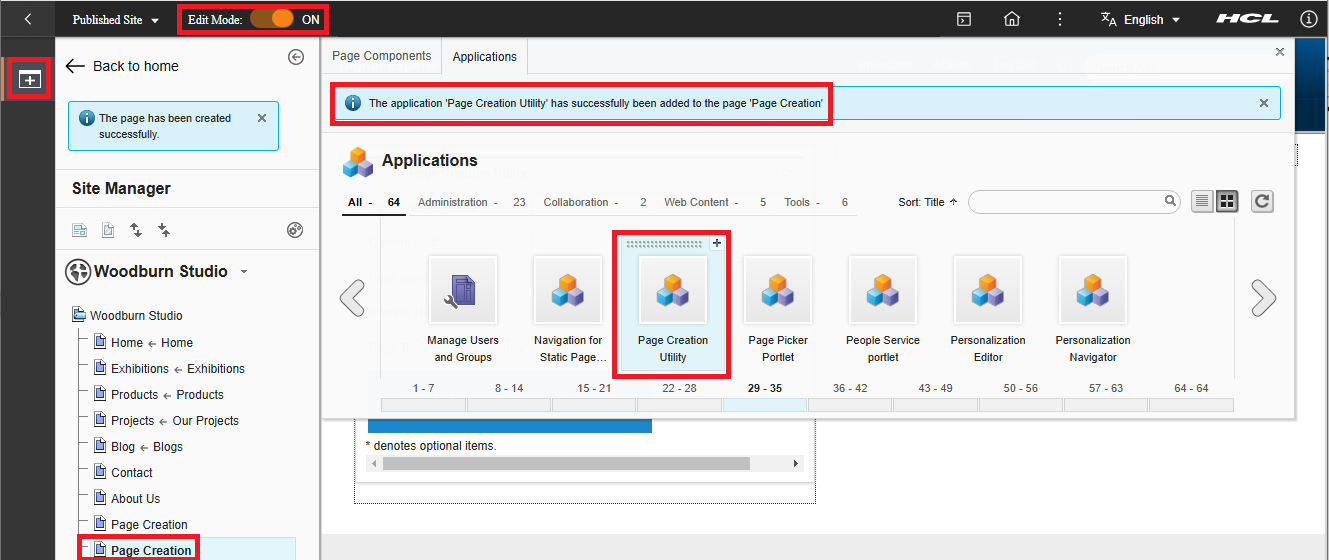 Published Site
Edit Mode: ON
English
HCL
Back to home
The page has been created
successfully.
Site Manager
Woodburn Studio
Woodburn Studio
Home ← Home
Exhibitions ← Exhibitions
Products ← Products
Projects ← Our Projects
Blog ← Blogs
Contact
About Us
Page Creation
Page Creation
Page Components
Applications
The application 'Page Creation Utility' has successfully been added to the page 'Page Creation'
Applications
All - 64 Administration - 23 Collaboration - 2 Web Content - 5 Tools - 6
Sort: Title ↑
Manage Users
and Groups
Navigation for
Static Page...
Page Creation
Utility
Page Picker
Portlet
People Service
portlet
Personalization
Editor
Personalization
Navigator
1 - 7 8 - 14 15 - 21 22 - 28 29 - 35 36 - 42 43 - 49 50 - 56 57 - 63 64 - 64
* denotes optional items.